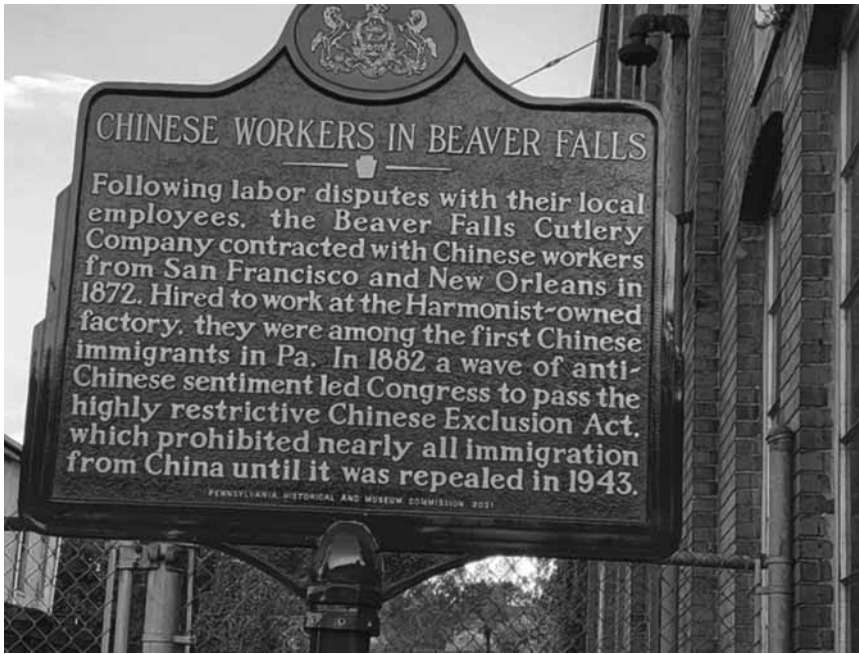 CHINESE WORKERS IN BEAVER FALLS
Following labor disputes with their local
employees, the Beaver Falls Cutlery
Company contracted with Chinese workers
from San Francisco and New Orleans in
1872. Hired to work at the Harmonist-owned
factory, they were among the first Chinese
immigrants in Pa. In 1882 a wave of anti-
Chinese sentiment led Congress to pass the
highly restrictive Chinese Exclusion Act,
which prohibited nearly all immigration
from China until it was repealed in 1943.
PENNSYLVANIA HISTORICAL AND MUSEUM COMMISSION 2021